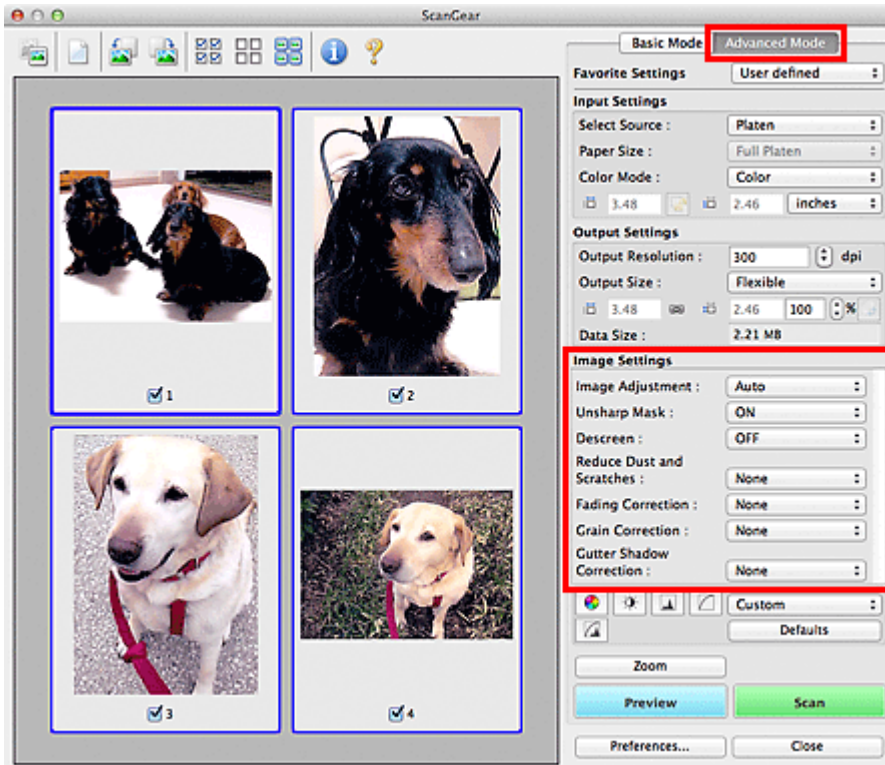 ScanGear
Basic Mode Advanced Mode
Favorite Settings User defined
Input Settings
Select Source : Platen
Paper Size : Full Platen
Color Mode : Color
3.48 2.46 inches
Output Settings
Output Resolution : 300 dpi
Output Size : Flexible
3.48 2.46 100 %
Data Size : 2.21 MB
Image Settings
Image Adjustment : Auto
Unsharp Mask : ON
Descreen : OFF
Reduce Dust and
Scratches : None
Fading Correction : None
Grain Correction : None
Gutter Shadow
Correction : None
Custom
Defaults
Zoom
Preview Scan
Preferences... Close
1
2
3
4